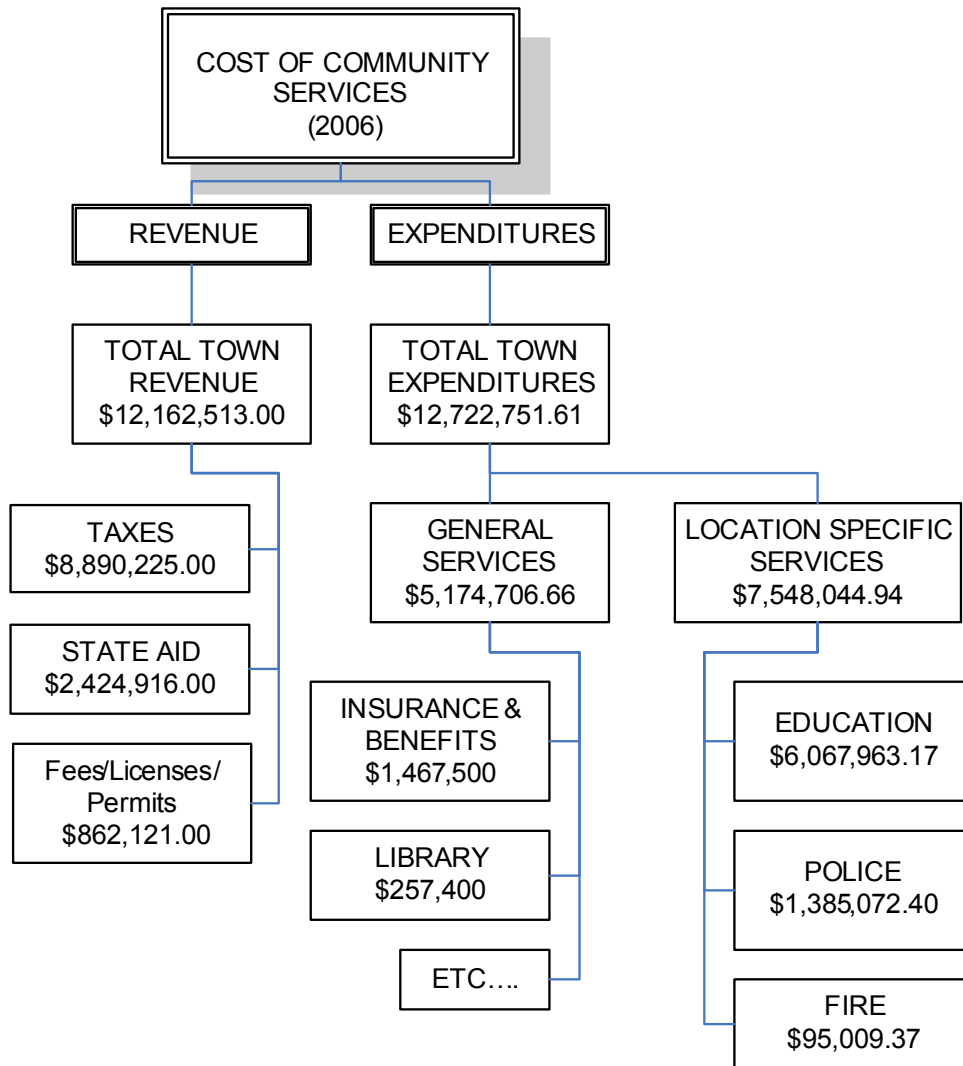 COST OF COMMUNITY
SERVICES
(2006)
REVENUE
EXPENDITURES
TOTAL TOWN
REVENUE
$12,162,513.00
TOTAL TOWN
EXPENDITURES
$12,722,751.61
TAXES
$8,890,225.00
STATE AID
$2,424,916.00
Fees/Licenses/
Permits
$862,121.00
GENERAL
SERVICES
$5,174,706.66
INSURANCE &
BENEFITS
$1,467,500
LIBRARY
$257,400
ETC….
LOCATION SPECIFIC
SERVICES
$7,548,044.94
EDUCATION
$6,067,963.17
POLICE
$1,385,072.40
FIRE
$95,009.37